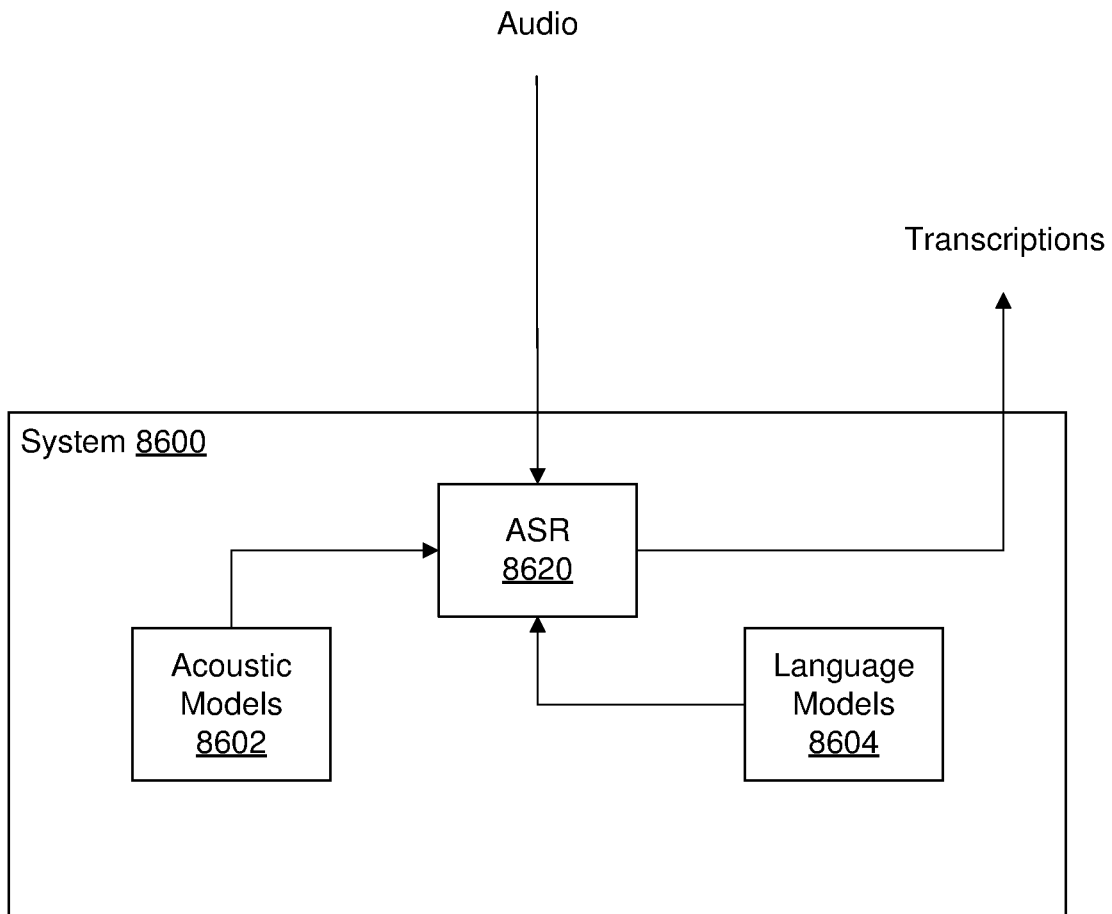 Audio
Transcriptions
System 8600
ASR
8620
Acoustic
Models
8602
Language
Models
8604